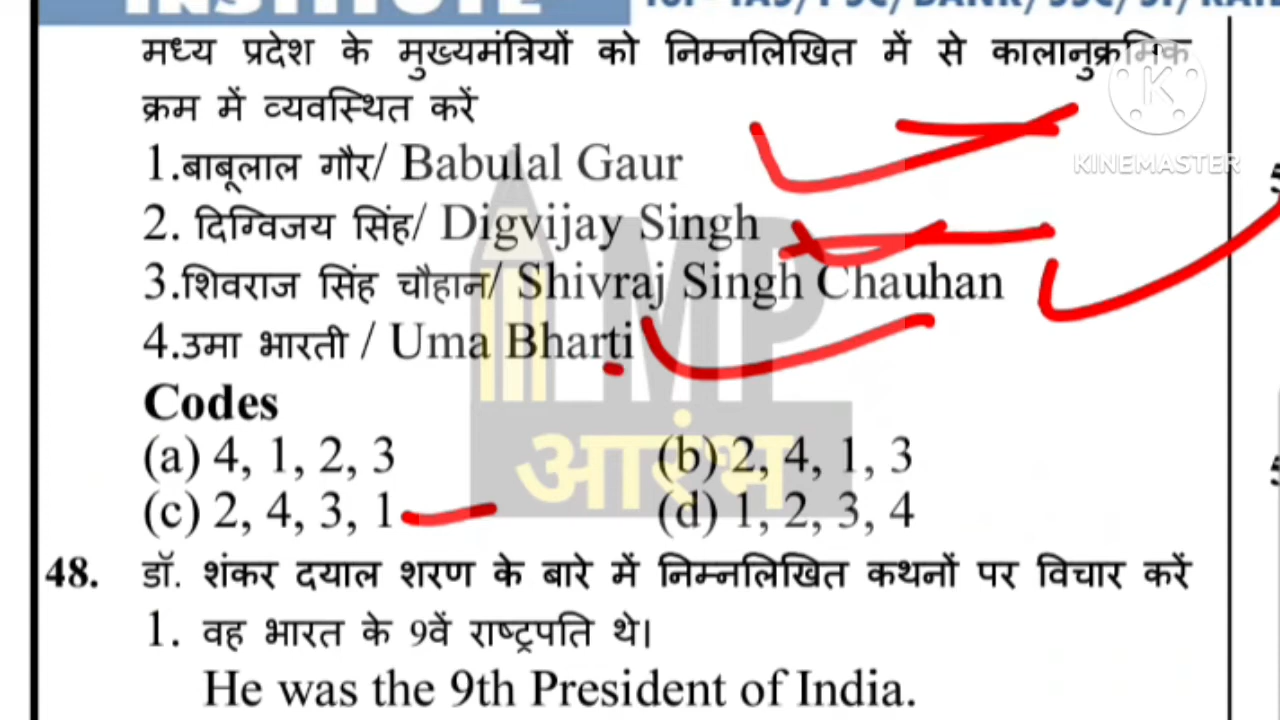 INSTITUTE
मध्य प्रदेश के मुख्यमंत्रियों को निम्नलिखित में से कालानुक्रमिक
क्रम में व्यवस्थित करें
K
KINEMASTER
1.बाबूलाल गौर/ Babulal Gaur
2. दिग्विजय सिंह/ Digvijay Singh
3.शिवराज सिंह चौहान/ Shivraj Singh Chauhan
4.उमा भारती / Uma Bharti
MP
आरंभ
Codes
(a) 4, 1, 2, 3 (b) 2, 4, 1, 3
(c) 2, 4, 3, 1 (d) 1, 2, 3, 4
48. डॉ. शंकर दयाल शरण के बारे में निम्नलिखित कथनों पर विचार करें
1. वह भारत के 9वें राष्ट्रपति थे।
He was the 9th President of India.